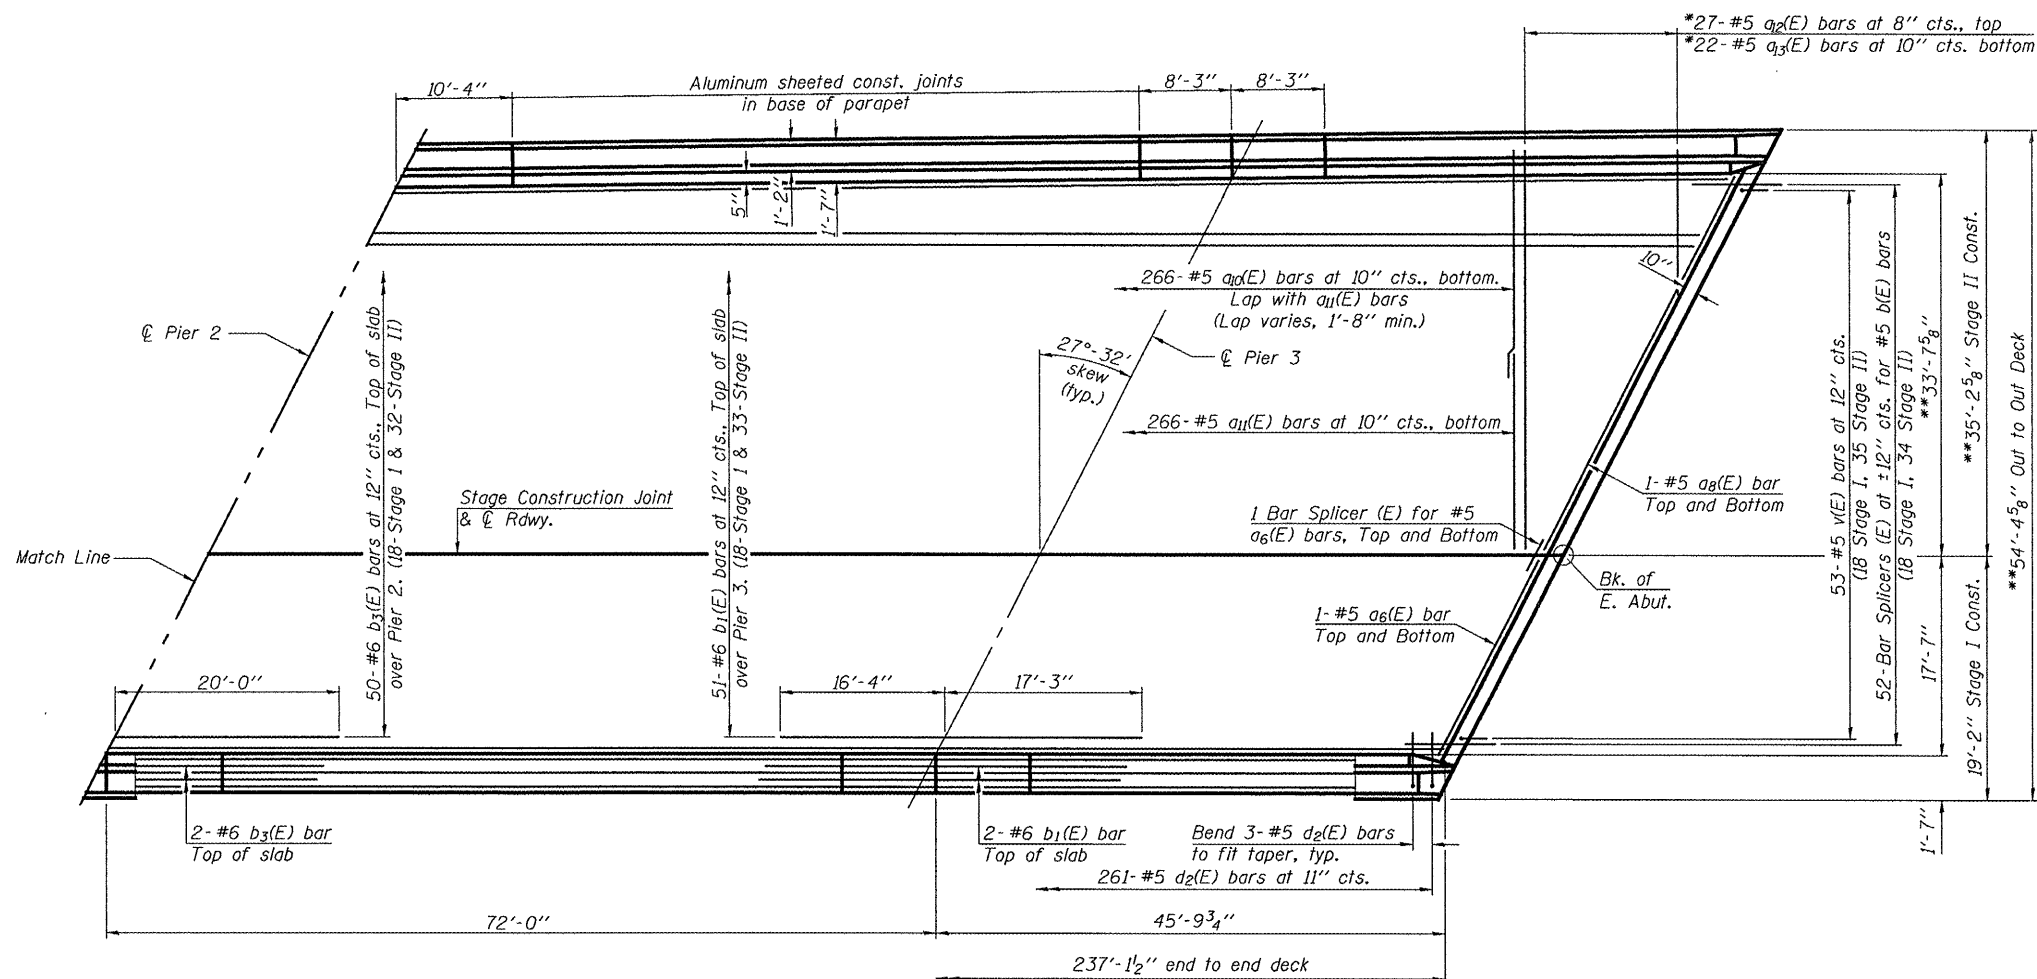 *27-#5 a12(E) bars at 8" cts., top
*22-#5 a13(E) bars at 10" cts. bottom
10'-4"
Aluminum sheeted const. joints
in base of parapet
8'-3"
8'-3"
5"
1'-2"
1'-7"
10"
266-#5 a10(E) bars at 10" cts., bottom.
Lap with a11(E) bars
(Lap varies, 1'-8" min.)
℄ Pier 2
℄ Pier 3
27°-32'
skew
(typ.)
50-#6 b3(E) bars at 12" cts., Top of slab
over Pier 2. (18-Stage 1 & 32-Stage II)
51-#6 b1(E) bars at 12" cts., Top of slab
over Pier 3. (18-Stage 1 & 33-Stage II)
266-#5 a11(E) bars at 10" cts., bottom
Stage Construction Joint
& ℄ Rdwy.
1-#5 a8(E) bar
Top and Bottom
1 Bar Splicer (E) for #5
a6(E) bars, Top and Bottom
Match Line
Bk. of
E. Abut.
1-#5 a6(E) bar
Top and Bottom
53-#5 v(E) bars at 12" cts.
(18 Stage I, 35 Stage II)
52-Bar Splicers (E) at ±12" cts. for #5 b(E) bars
(18 Stage I, 34 Stage II)
**33'-7 5/8"
17'-7"
**35'-2 5/8" Stage II Const.
19'-2" Stage I Const.
**54'-4 5/8" Out to Out Deck
1'-7"
20'-0"
16'-4"
17'-3"
2-#6 b3(E) bar
Top of slab
2-#6 b1(E) bar
Top of slab
Bend 3-#5 d2(E) bars
to fit taper, typ.
261-#5 d2(E) bars at 11" cts.
72'-0"
45'-9 3/4"
237'-1 1/2" end to end deck